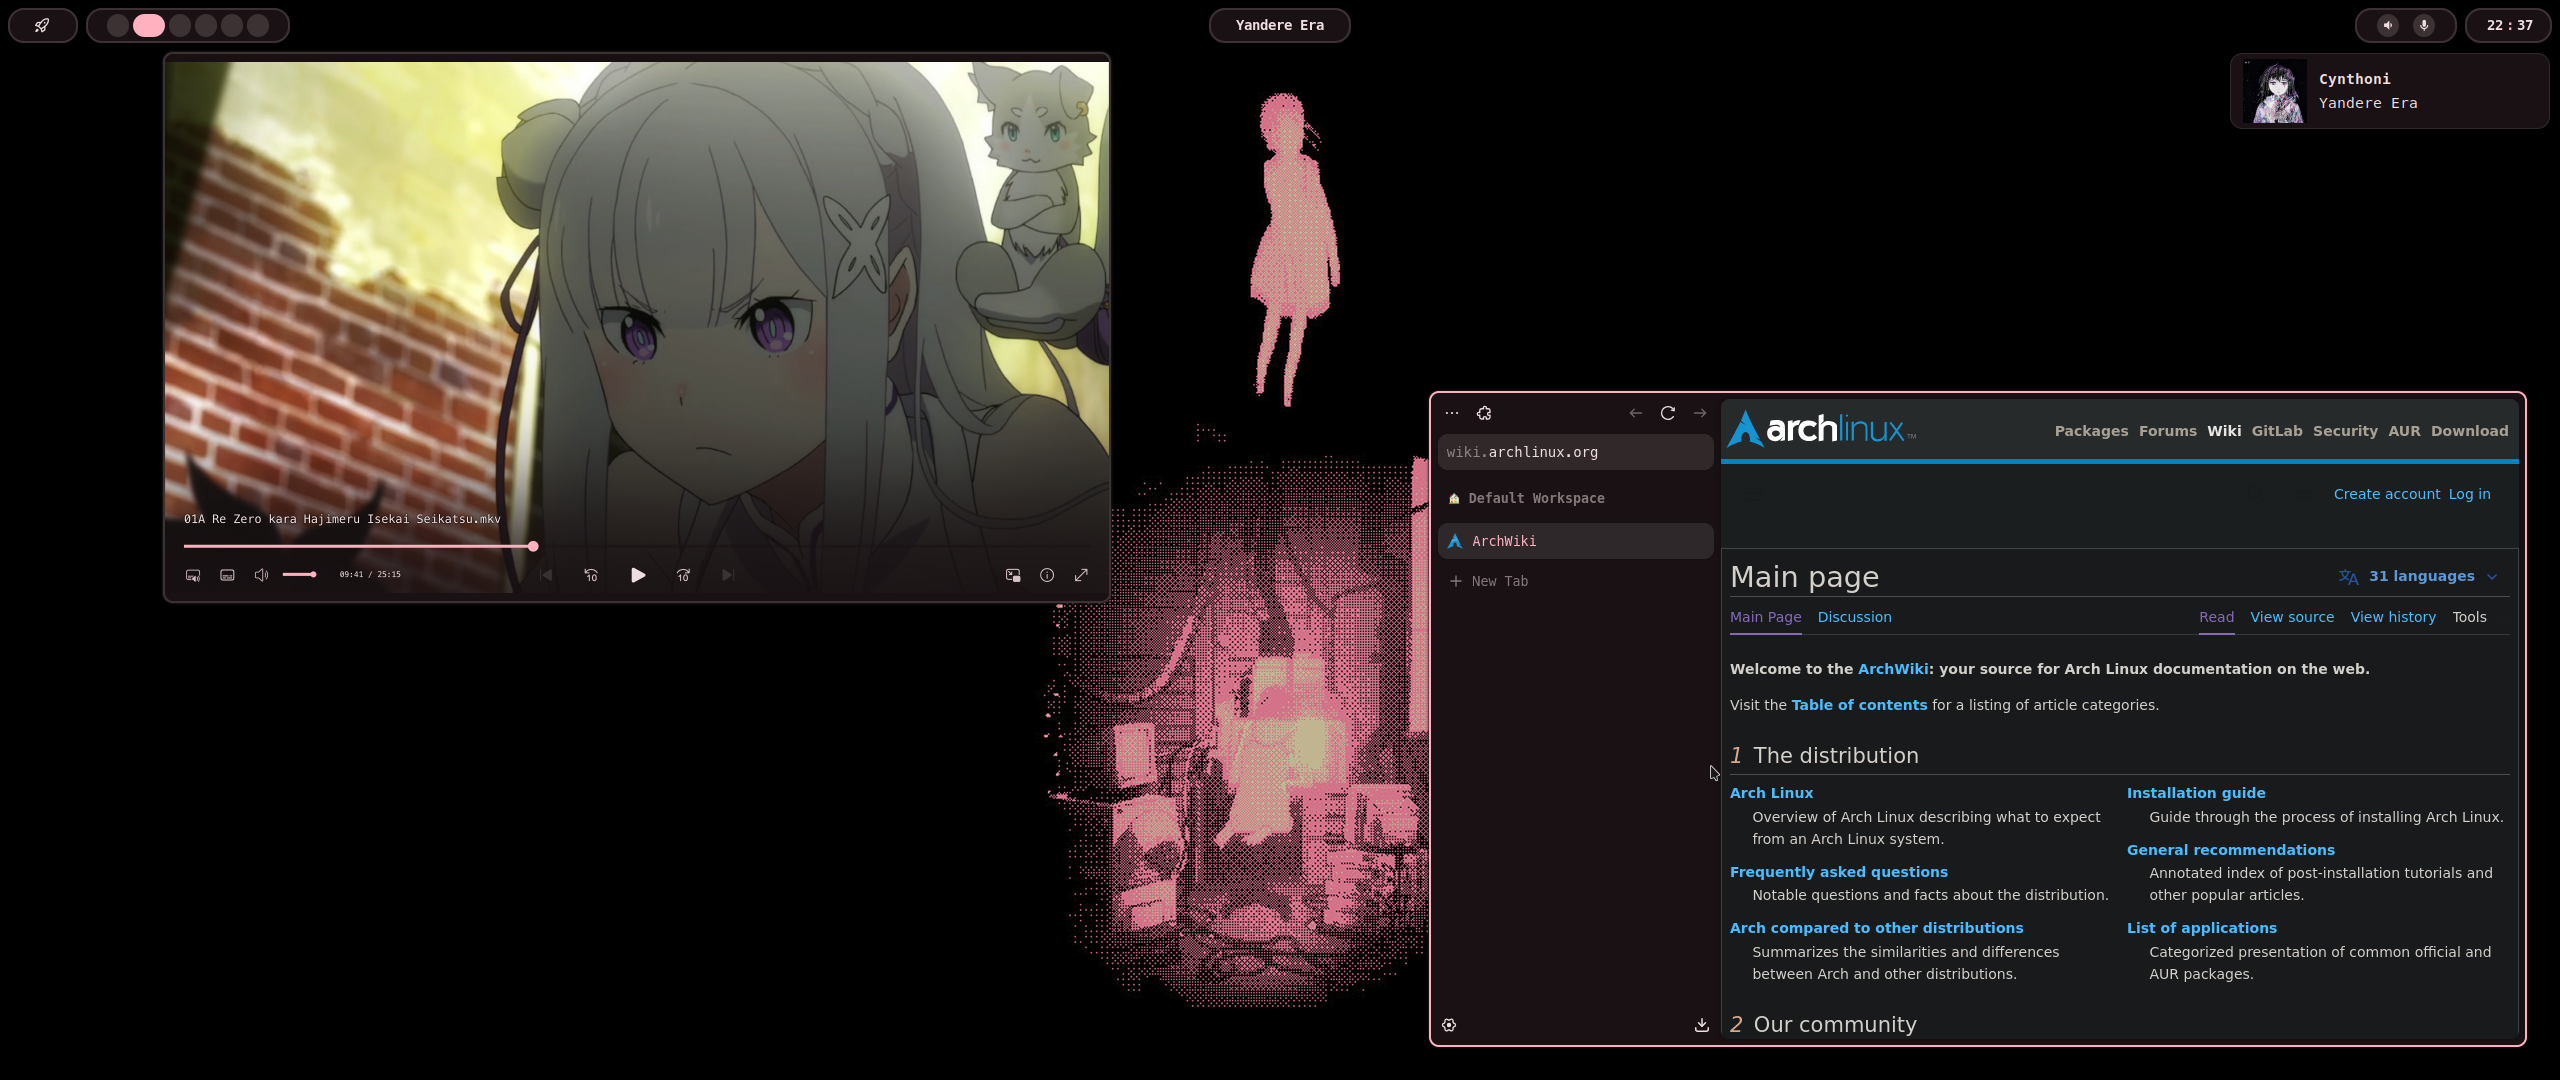 Yandere Era
22:37
Cynthoni
Yandere Era
01A Re Zero kara Hajimeru Isekai Seikatsu.mkv
09:41 / 25:15
10
10
wiki.archlinux.org
Default Workspace
ArchWiki
New Tab
archlinux™
Packages Forums Wiki GitLab Security AUR Download
Create account Log in
Main page
文A 31 languages
Main Page Discussion Read View source View history Tools
Welcome to the ArchWiki: your source for Arch Linux documentation on the web.
Visit the Table of contents for a listing of article categories.
1 The distribution
Arch Linux
Overview of Arch Linux describing what to expect
from an Arch Linux system.
Frequently asked questions
Notable questions and facts about the distribution.
Arch compared to other distributions
Summarizes the similarities and differences
between Arch and other distributions.
Installation guide
Guide through the process of installing Arch Linux.
General recommendations
Annotated index of post-installation tutorials and
other popular articles.
List of applications
Categorized presentation of common official and
AUR packages.
2 Our community